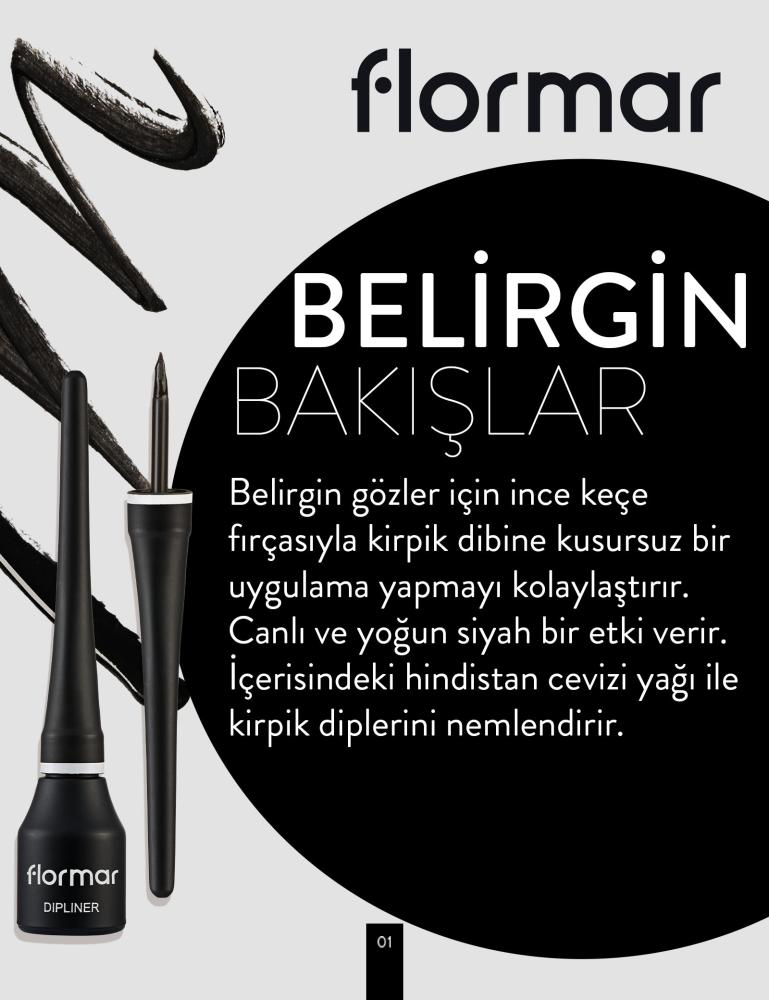 flormar
BELİRGİN
BAKIŞLAR
Belirgin gözler için ince keçe
fırçasıyla kirpik dibine kusursuz bir
uygulama yapmayı kolaylaştırır.
Canlı ve yoğun siyah bir etki verir.
İçerisindeki hindistan cevizi yağı ile
kirpik diplerini nemlendirir.
flormar
DIPLINER
01